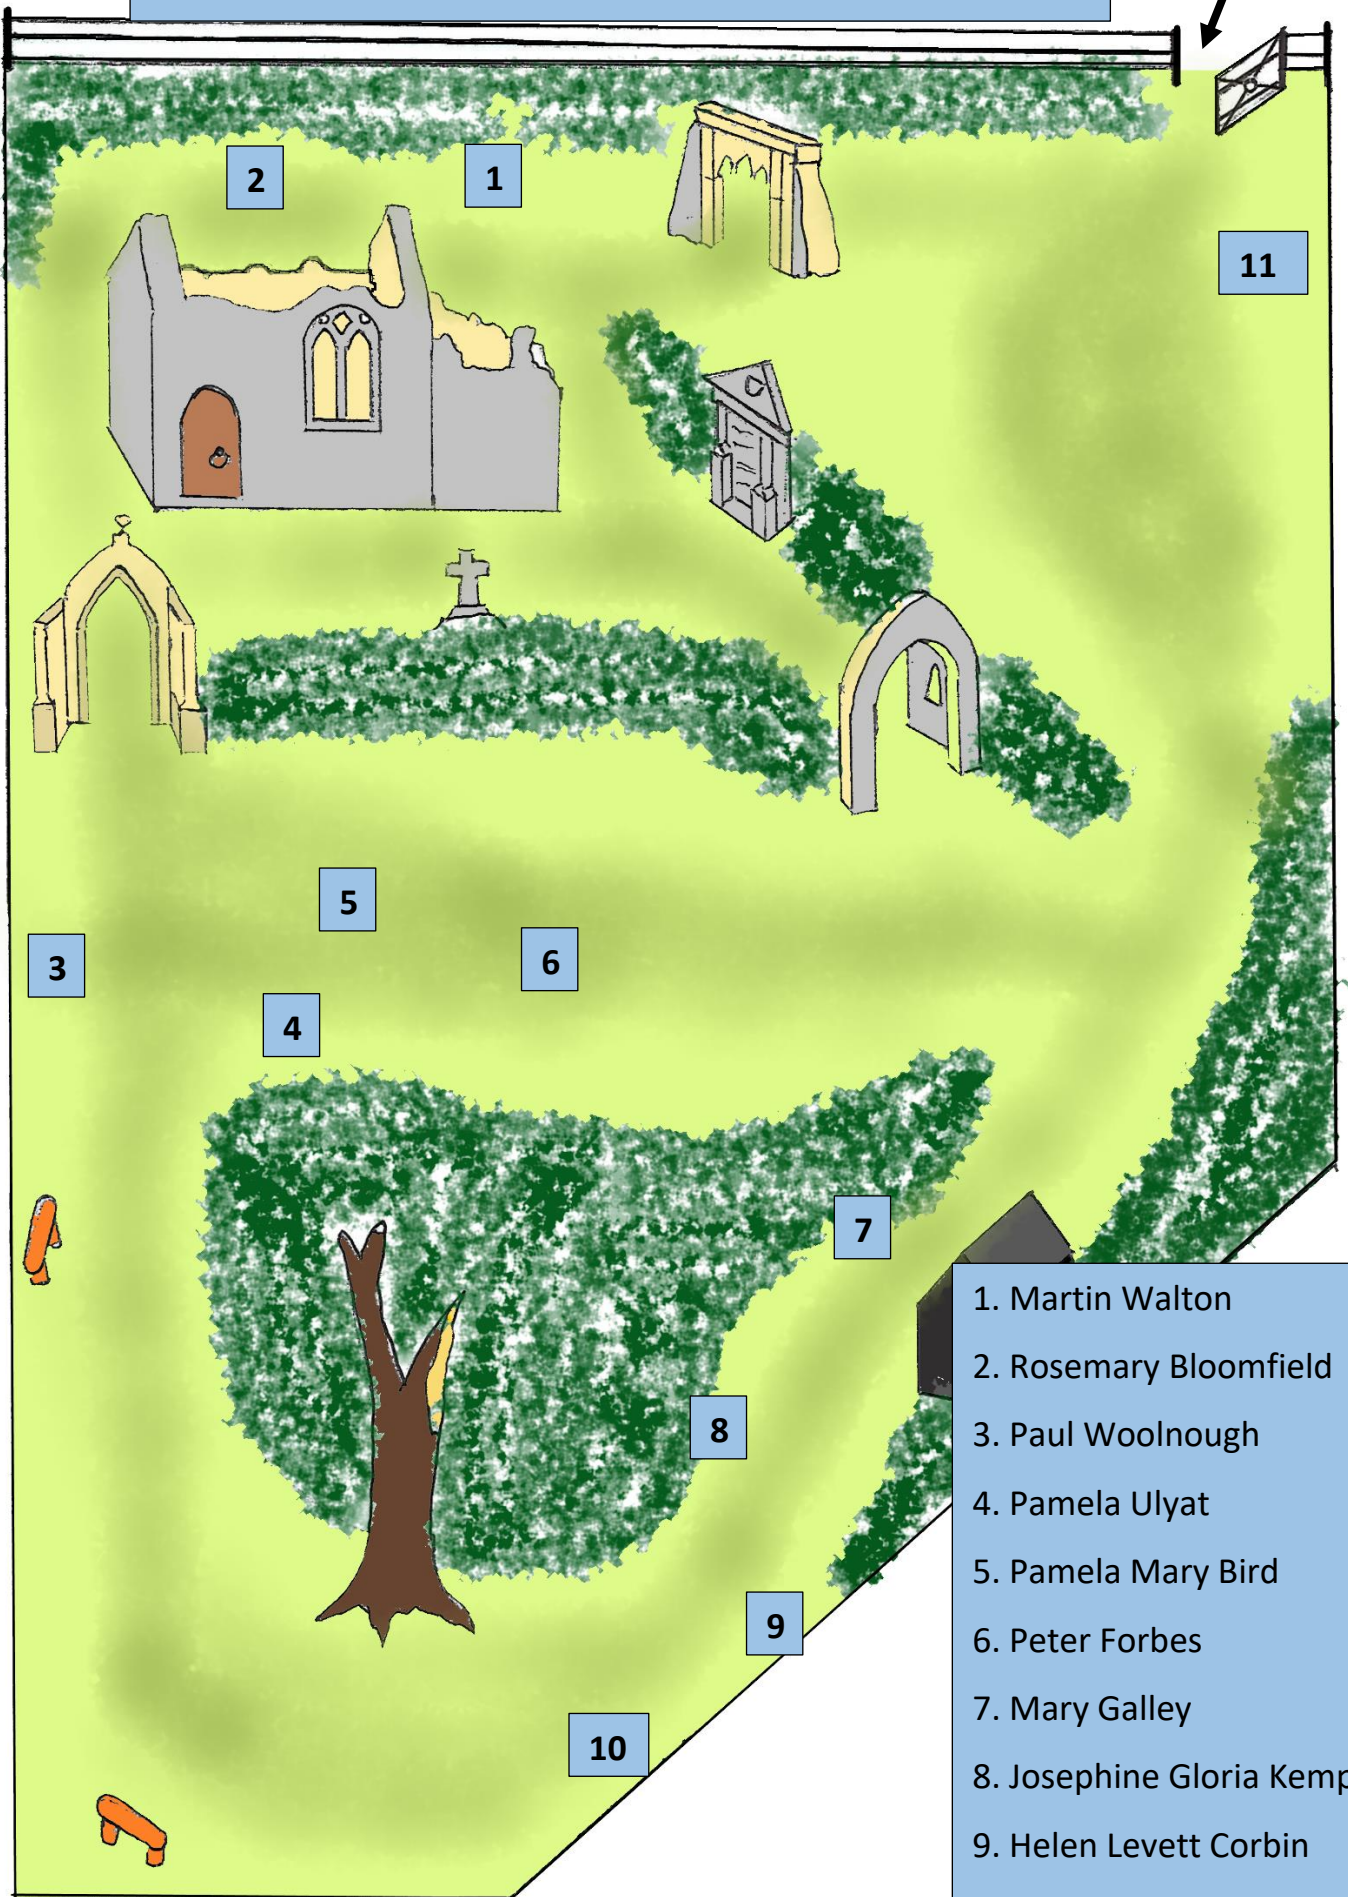 2
1
11
5
3
6
4
7
8
9
10
1. Martin Walton
2. Rosemary Bloomfield
3. Paul Woolnough
4. Pamela Ulyat
5. Pamela Mary Bird
6. Peter Forbes
7. Mary Galley
8. Josephine Gloria Kemp
9. Helen Levett Corbin